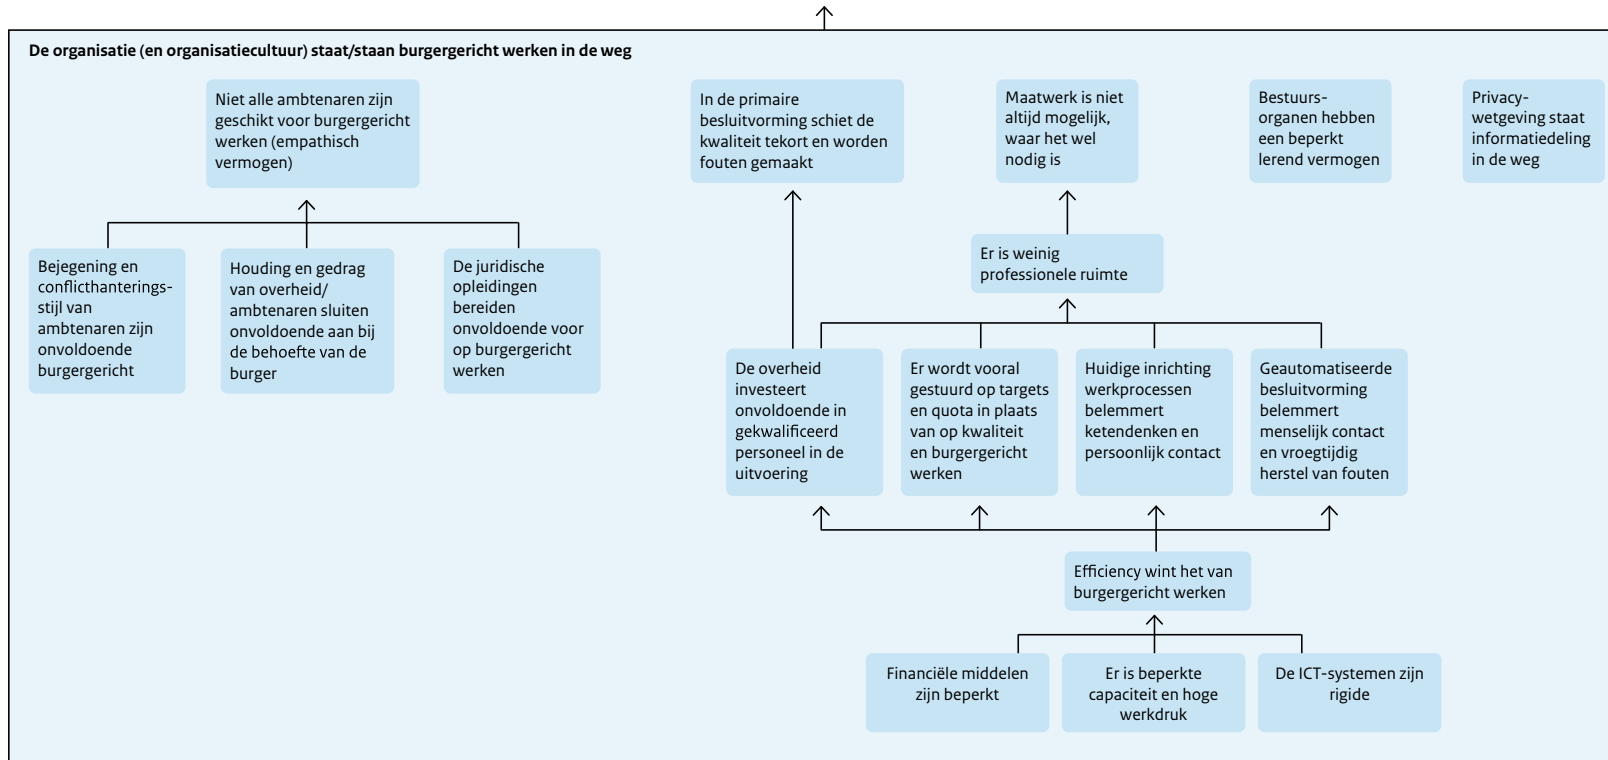 De organisatie (en organisatiecultuur) staat/staan burgergericht werken in de weg
Niet alle ambtenaren zijn
geschikt voor burgergericht
werken (empathisch
vermogen)
In de primaire
besluitvorming schiet de
kwaliteit tekort en worden
fouten gemaakt
Maatwerk is niet
altijd mogelijk,
waar het wel
nodig is
Bestuurs-
organen hebben
een beperkt
lerend vermogen
Privacy-
wetgeving staat
informatiedeling
in de weg
Er is weinig
professionele ruimte
Bejegening en
conflicthanterings-
stijl van
ambtenaren zijn
onvoldoende
burgergericht
Houding en gedrag
van overheid/
ambtenaren sluiten
onvoldoende aan bij
de behoefte van de
burger
De juridische
opleidingen
bereiden
onvoldoende voor
op burgergericht
werken
De overheid
investeert
onvoldoende in
gekwalificeerd
personeel in de
uitvoering
Er wordt vooral
gestuurd op targets
en quota in plaats
van op kwaliteit
en burgergericht
werken
Huidige inrichting
werkprocessen
belemmert
ketendenken en
persoonlijk contact
Geautomatiseerde
besluitvorming
belemmert
menselijk contact
en vroegtijdig
herstel van fouten
Efficiency wint het van
burgergericht werken
Financiële middelen
zijn beperkt
Er is beperkte
capaciteit en hoge
werkdruk
De ICT-systemen zijn
rigide